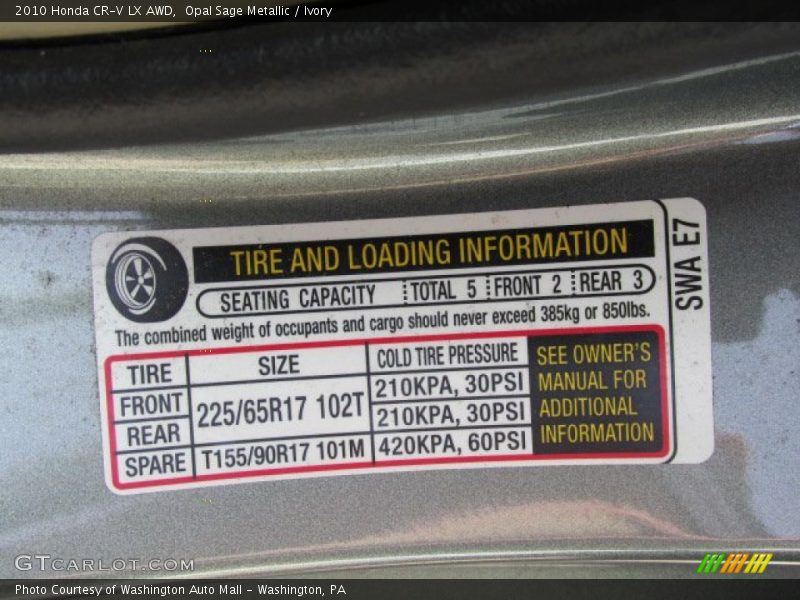 2010 Honda CR-V LX AWD, Opal Sage Metallic / Ivory
TIRE AND LOADING INFORMATION
SEATING CAPACITY TOTAL 5 FRONT 2 REAR 3
The combined weight of occupants and cargo should never exceed 385kg or 850lbs.
TIRE SIZE COLD TIRE PRESSURE
FRONT 225/65R17 102T 210KPA, 30PSI
REAR 210KPA, 30PSI
SPARE T155/90R17 101M 420KPA, 60PSI
SEE OWNER'S
MANUAL FOR
ADDITIONAL
INFORMATION
SWA E7
GTCARLOT.COM
Photo Courtesy of Washington Auto Mall - Washington, PA